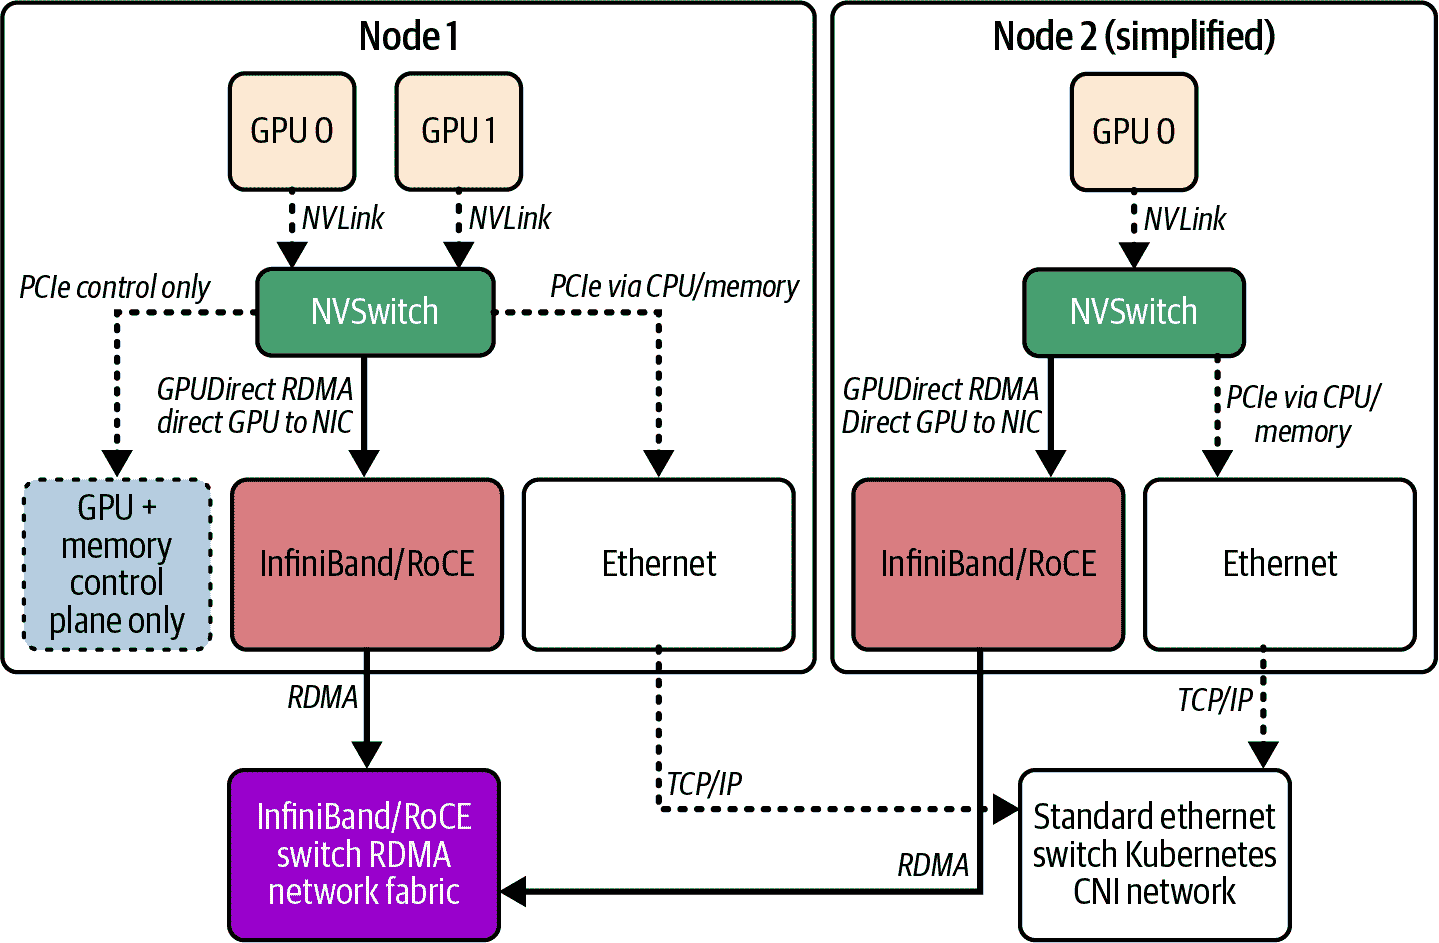 Node 1
GPU 0
GPU 1
NVLink
NVLink
PCIe control only
PCIe via CPU/memory
NVSwitch
GPUDirect RDMA
direct GPU to NIC
GPU +
memory
control
plane only
InfiniBand/RoCE
Ethernet
Node 2 (simplified)
GPU 0
NVLink
NVSwitch
GPUDirect RDMA
Direct GPU to NIC
PCIe via CPU/
memory
InfiniBand/RoCE
Ethernet
RDMA
TCP/IP
TCP/IP
RDMA
InfiniBand/RoCE
switch RDMA
network fabric
Standard ethernet
switch Kubernetes
CNI network